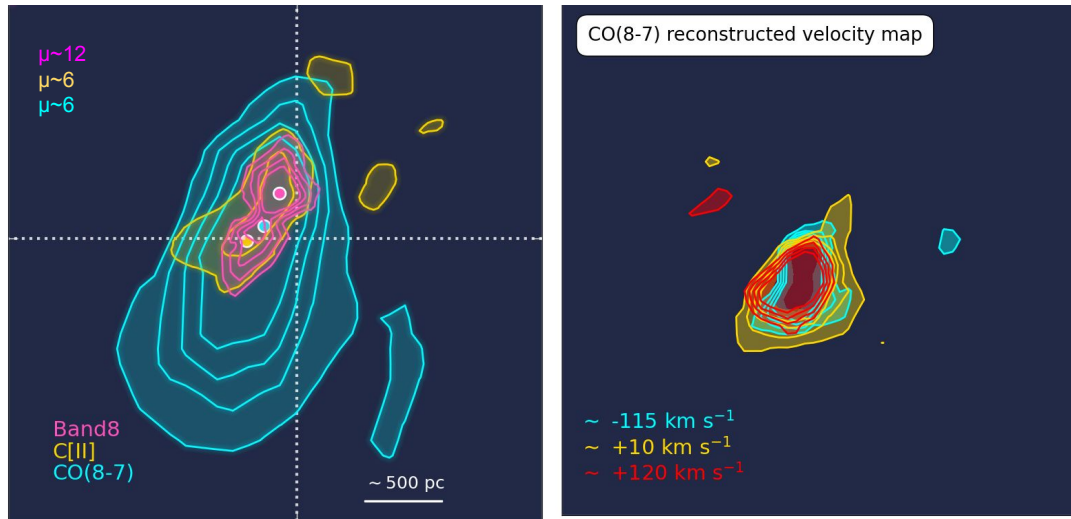 μ~12
μ~6
μ~6
Band8
C[II]
CO(8-7)
~ 500 pc
CO(8-7) reconstructed velocity map
~ -115 km s⁻¹
~ +10 km s⁻¹
~ +120 km s⁻¹